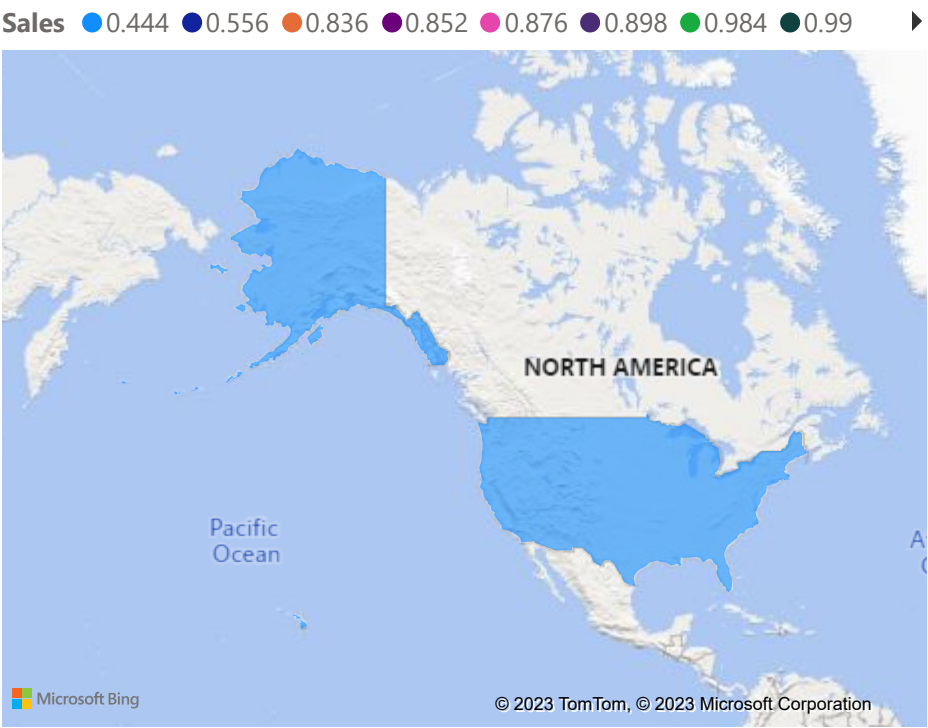 Sales 0.444 0.556 0.836 0.852 0.876 0.898 0.984 0.99
NORTH AMERICA
Pacific
Ocean
A
Microsoft Bing
© 2023 TomTom, © 2023 Microsoft Corporation